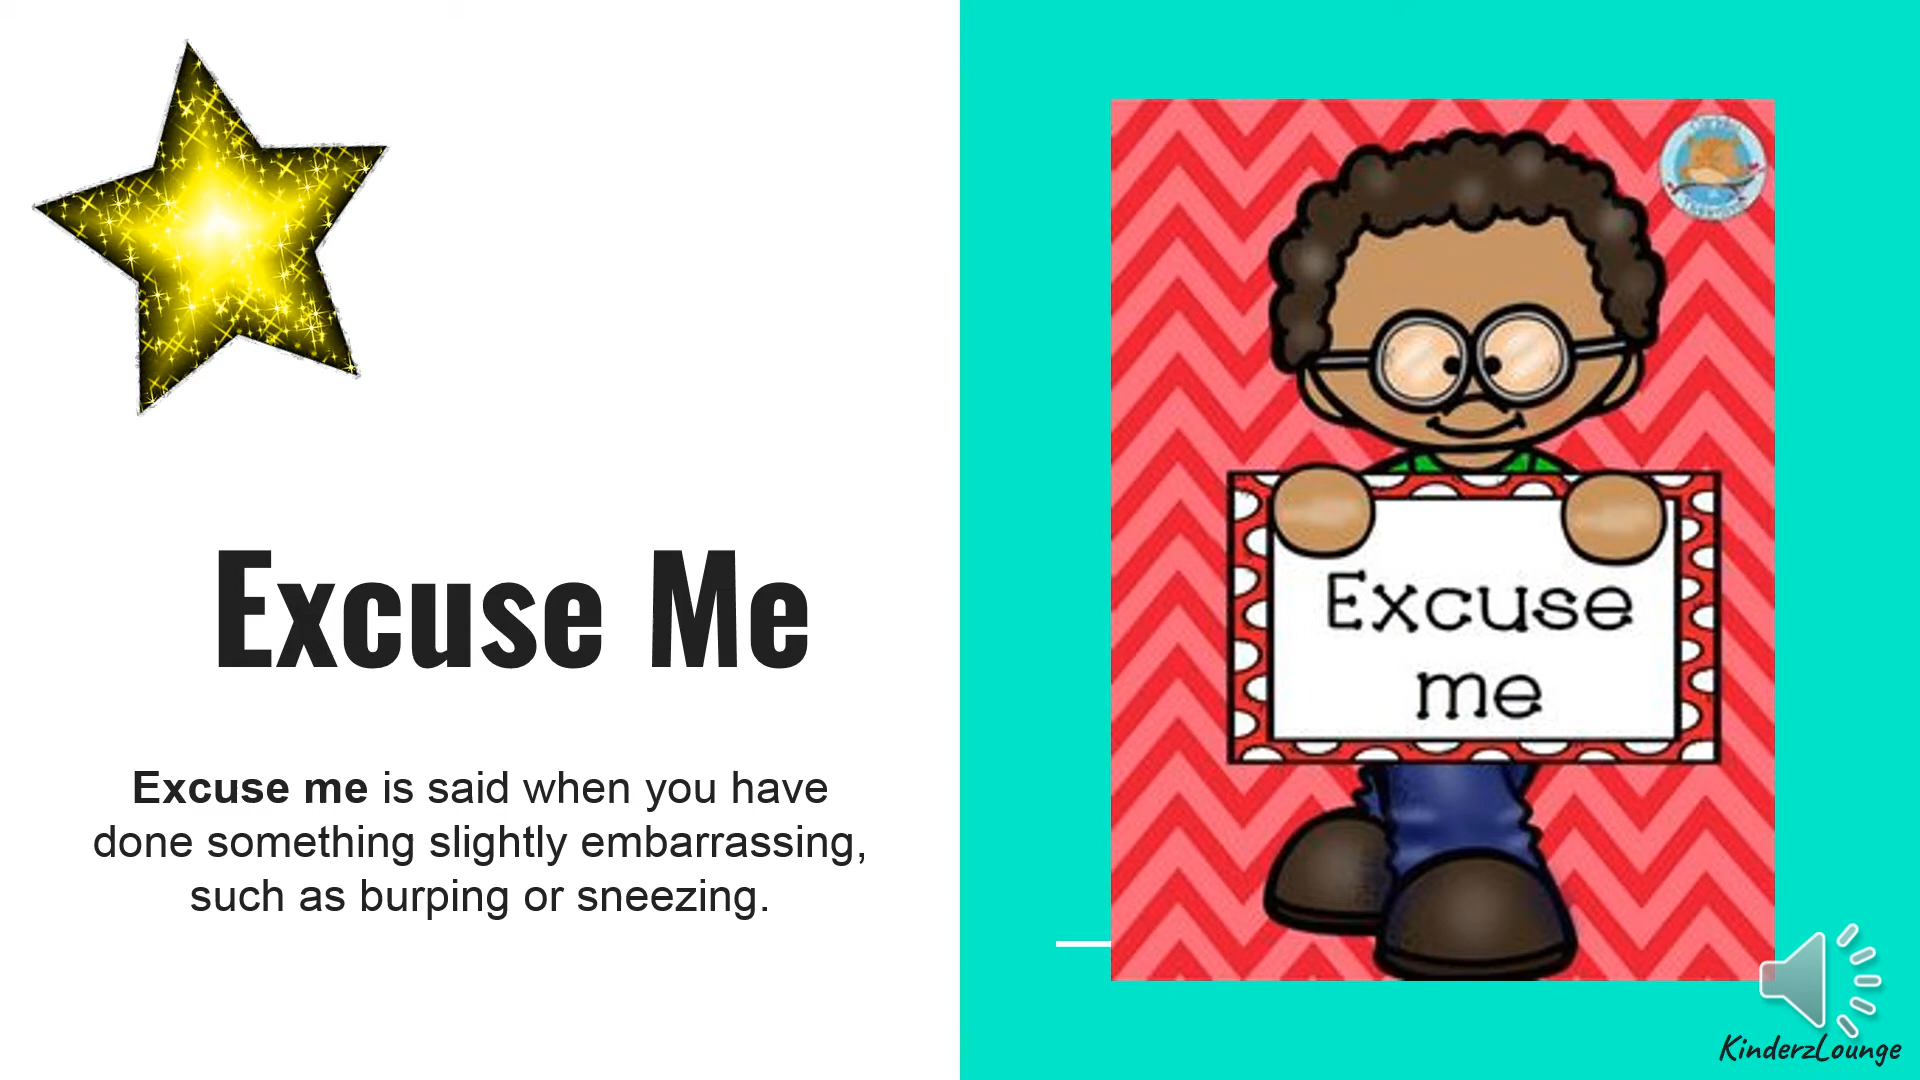 Excuse Me
Excuse me is said when you have
done something slightly embarrassing,
such as burping or sneezing.
Excuse
me
KinderzLounge